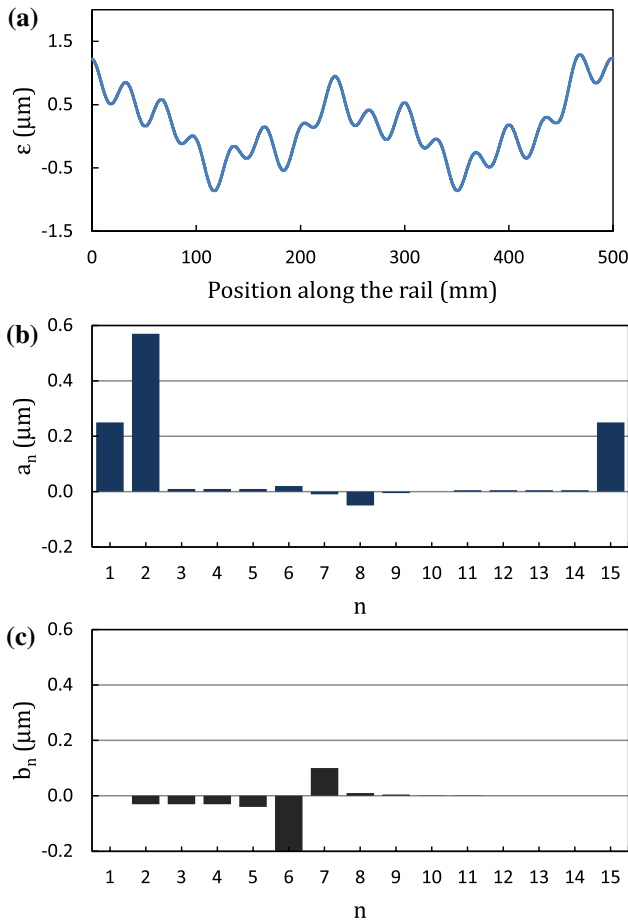 (a)
1.5
0.5
-0.5
-1.5
ε (μm)
0 100 200 300 400 500
Position along the rail (mm)
(b)
0.6
0.4
0.2
0.0
-0.2
an (μm)
1 2 3 4 5 6 7 8 9 10 11 12 13 14 15
n
(c)
0.6
0.4
0.2
0.0
-0.2
bn (μm)
1 2 3 4 5 6 7 8 9 10 11 12 13 14 15
n